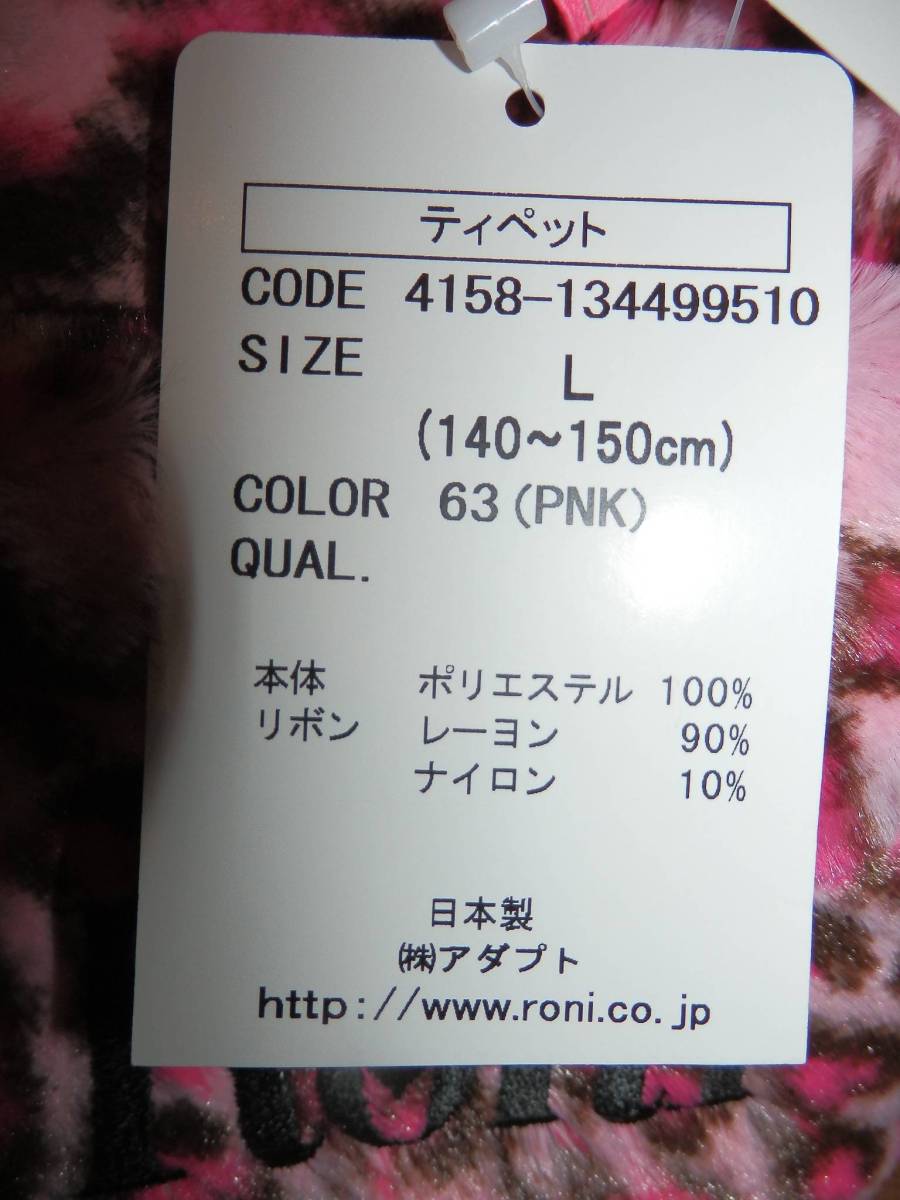 ティペット
CODE 4158-134499510
SIZE L
(140~150cm)
COLOR 63(PNK)
QUAL.
本体 ポリエステル 100%
リボン レーヨン 90%
ナイロン 10%
日本製
㈱アダプト
http://www.roni.co.jp